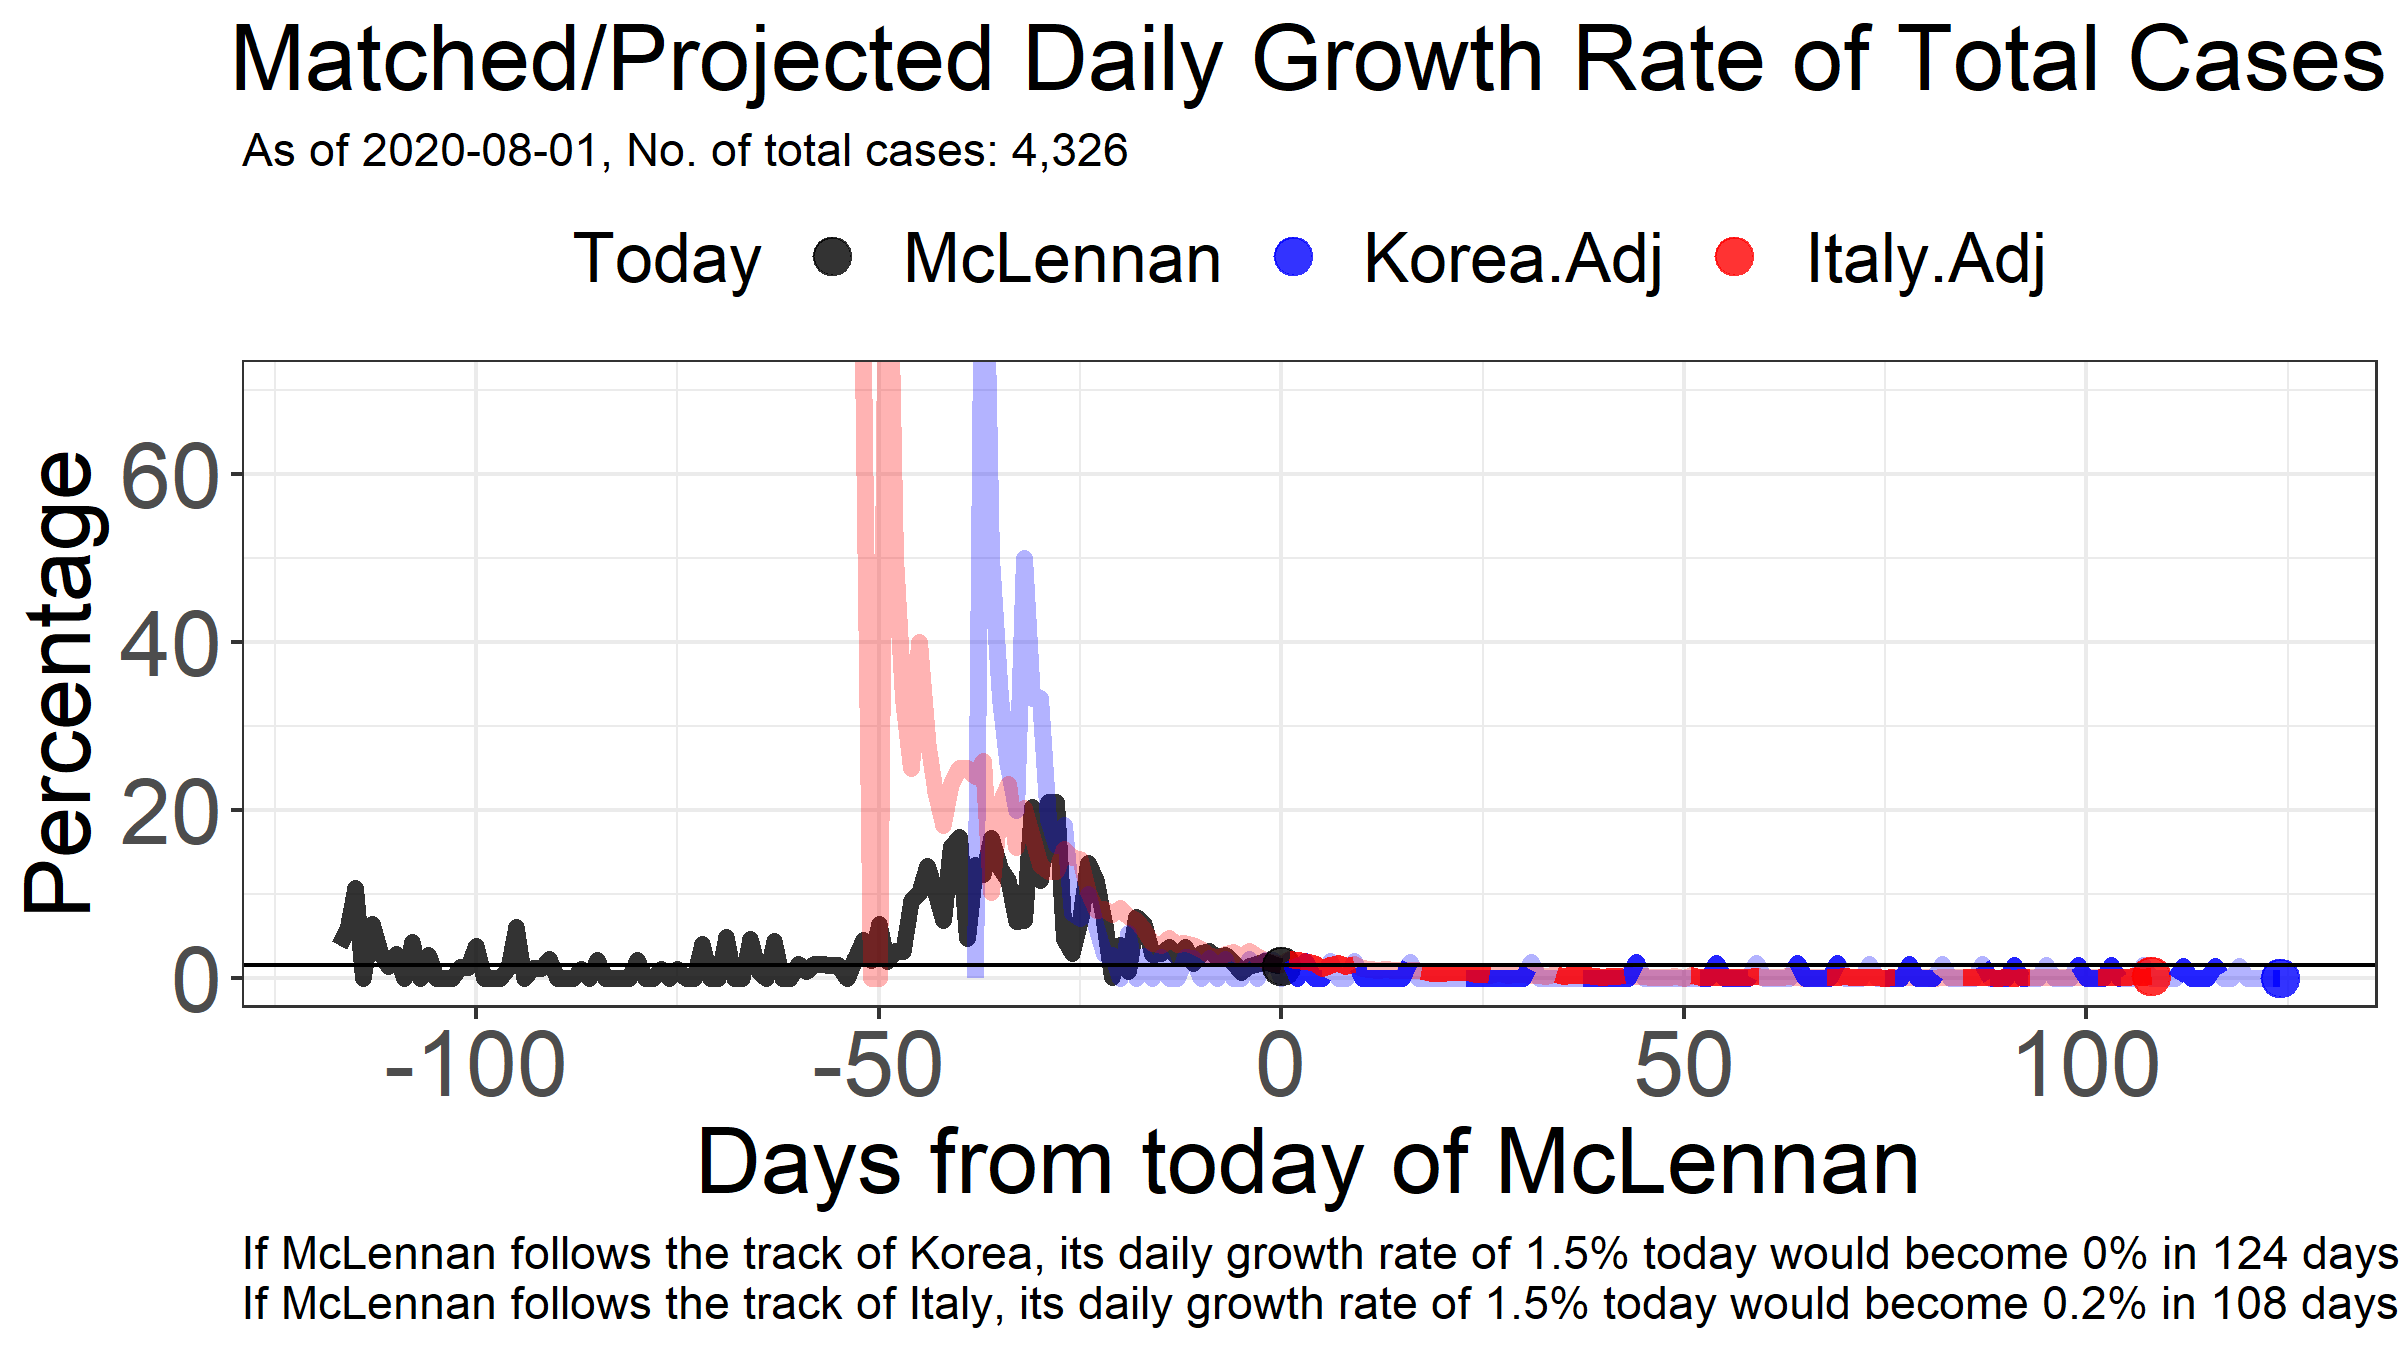 Matched/Projected Daily Growth Rate of Total Cases
As of 2020-08-01, No. of total cases: 4,326
Today McLennan Korea.Adj Italy.Adj
Percentage
60
40
20
0
-100 -50 0 50 100
Days from today of McLennan
If McLennan follows the track of Korea, its daily growth rate of 1.5% today would become 0% in 124 days
If McLennan follows the track of Italy, its daily growth rate of 1.5% today would become 0.2% in 108 days